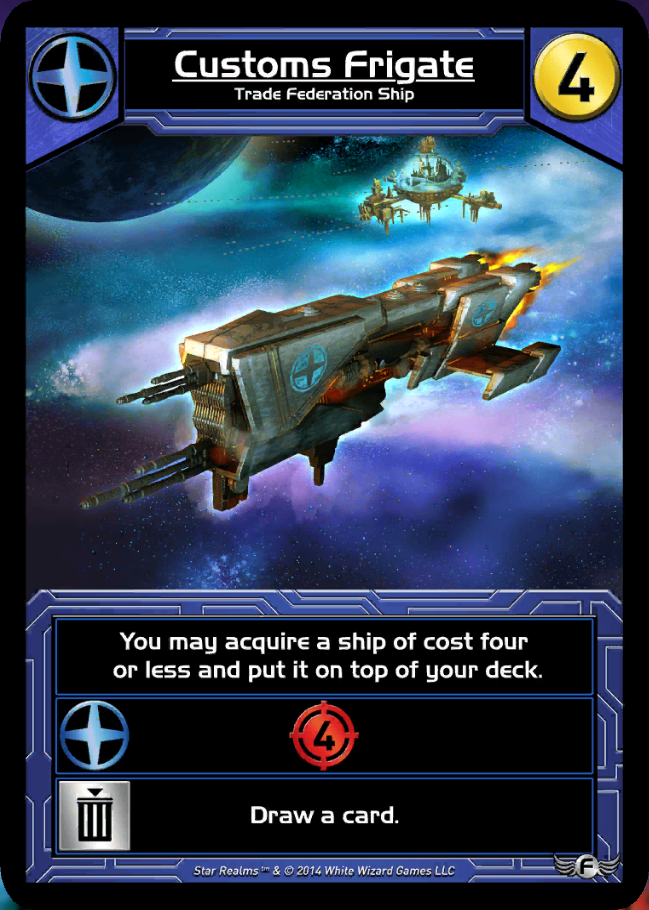 Customs Frigate
4
Trade Federation Ship
You may acquire a ship of cost four
or less and put it on top of your deck.
4
Draw a card.
Star Realms™ & © 2014 White Wizard Games LLC
F